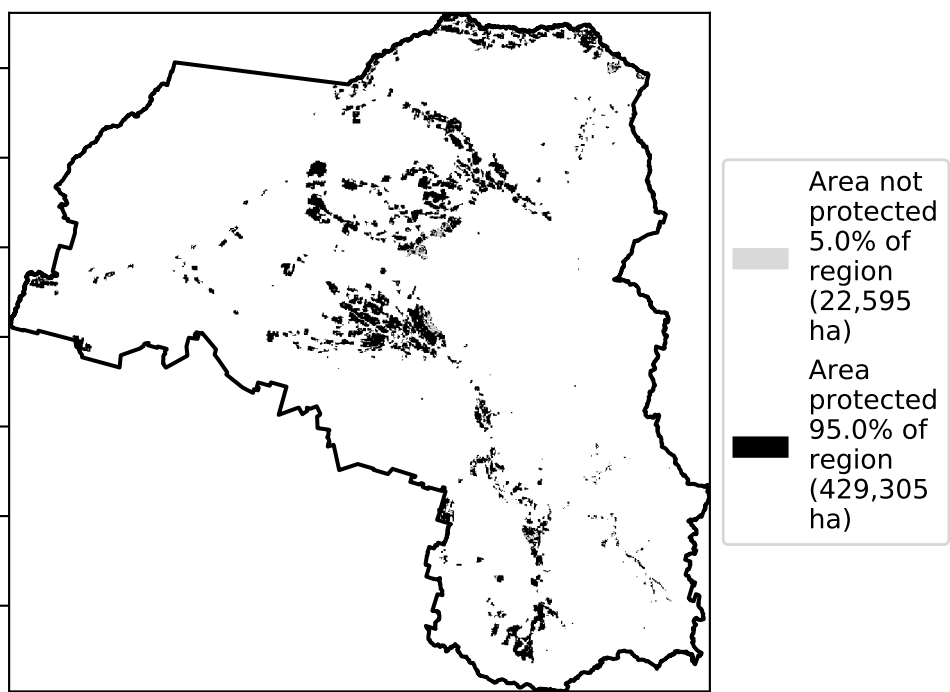 Area not
protected
5.0% of
region
(22,595
ha)
Area
protected
95.0% of
region
(429,305
ha)